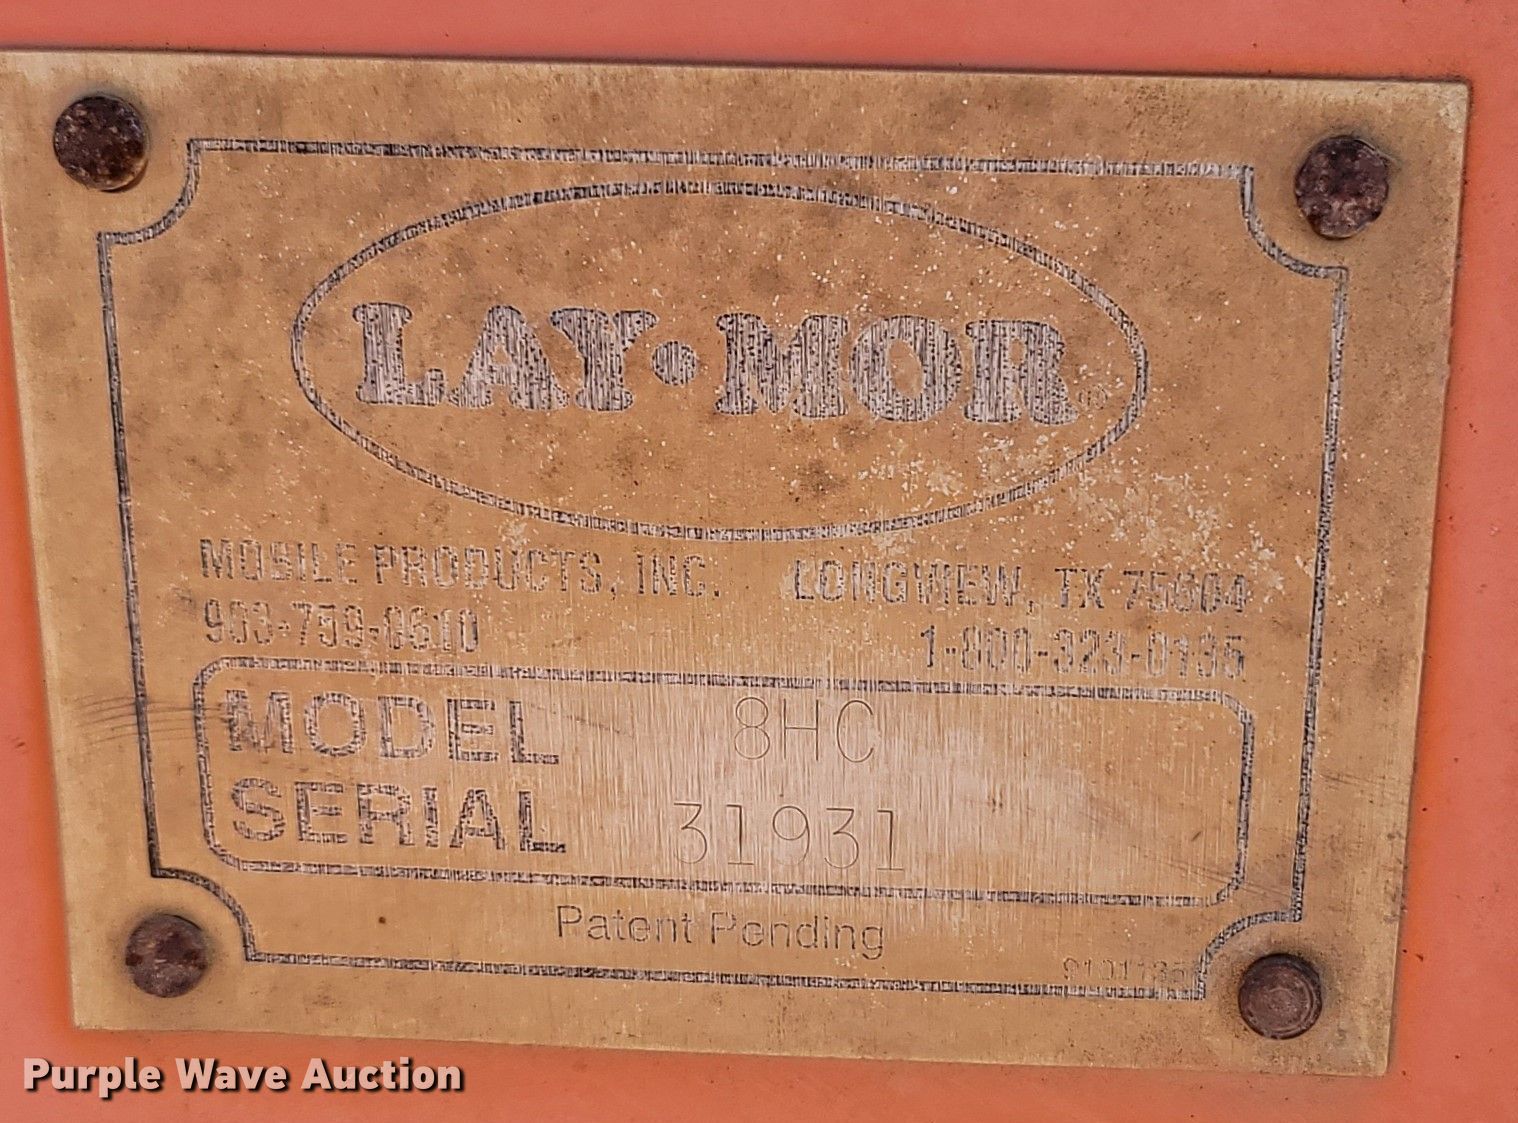 LAY•MOR®
MOBILE PRODUCTS, INC. LONGVIEW, TX 75604
903-759-0610 1-800-323-0135
MODEL 8HC
SERIAL 31931
Patent Pending
Purple Wave Auction